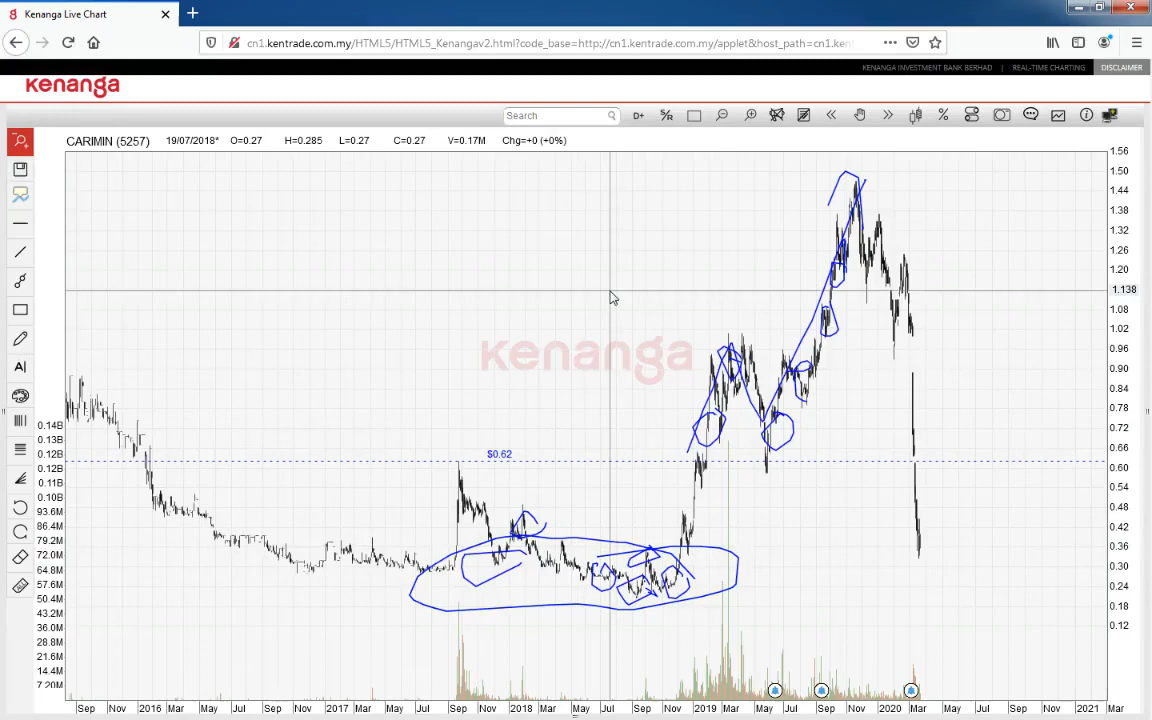 Kenanga Live Chart
cn1.kentrade.com.my/HTML5/HTML5_Kenangav2.html?code_base=http://cn1.kentrade.com.my/applet&host_path=cn1.kent
KENANGA INVESTMENT BANK BERHAD | REAL-TIME CHARTING DISCLAIMER
kenanga
Search
D+
S/R
CARIMIN (5257) 19/07/2018* O=0.27 H=0.285 L=0.27 C=0.27 V=0.17M Chg=+0 (+0%)
1.56
1.50
1.44
1.38
1.32
1.26
1.20
1.138
1.08
1.02
0.96
0.90
0.84
0.78
0.72
0.66
0.60
0.54
0.48
0.42
0.36
0.30
0.24
0.18
0.12
kenanga
$0.62
0.14B
0.13B
0.12B
0.11B
0.10B
93.6M
86.4M
79.2M
72.0M
64.8M
57.6M
50.4M
43.2M
36.0M
28.8M
21.6M
14.4M
7.20M
Sep Nov 2016 Mar May Jul Sep Nov 2017 Mar May Jul Sep Nov 2018 Mar May Jul Sep Nov 2019 Mar May Jul Sep Nov 2020 Mar May Jul Sep Nov 2021 Mar